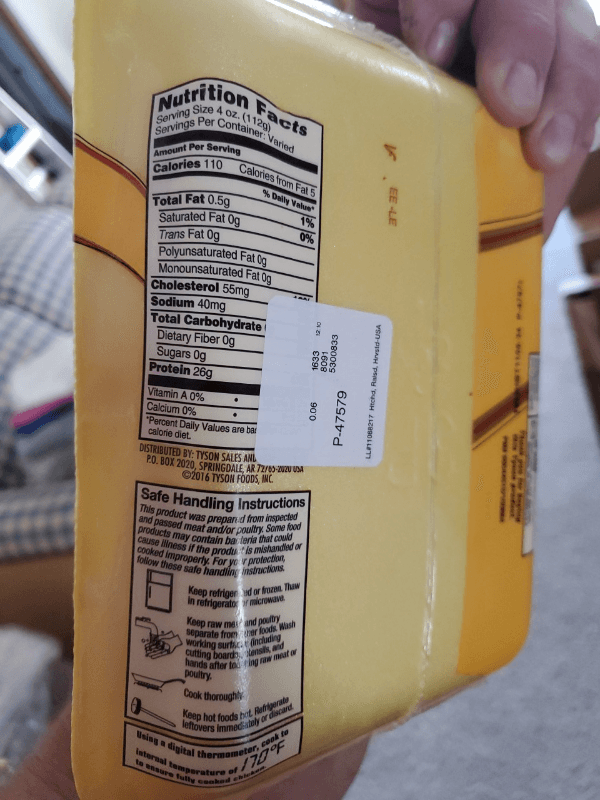 Nutrition Facts
Serving Size 4 oz. (112g)
Servings Per Container: Varied
Amount Per Serving
Calories 110 Calories from Fat 5
% Daily Value*
Total Fat 0.5g 1%
Saturated Fat 0g 0%
Trans Fat 0g
Polyunsaturated Fat 0g
Monounsaturated Fat 0g
Cholesterol 55mg
Sodium 40mg
Total Carbohydrate
Dietary Fiber 0g
Sugars 0g
Protein 26g
Vitamin A 0% •
Calcium 0% •
*Percent Daily Values are
calorie diet.
DISTRIBUTED BY: TYSON SALES AND
P.O. BOX 2020, SPRINGDALE, AR 72765-2020 USA
©2016 TYSON FOODS, INC.
Safe Handling Instructions
This product was prepared from inspected
and passed meat and/or poultry. Some food
products may contain bacteria that could
cause illness if the product is mishandled or
cooked improperly. For your protection,
follow these safe handling instructions.
Keep refrigerated or frozen. Thaw
in refrigerator or microwave.
Keep raw meat and poultry
separate from other foods. Wash
working surfaces (including
cutting boards), utensils, and
hands after touching raw meat or
poultry.
Cook thoroughly.
Keep hot foods hot. Refrigerate
leftovers immediately or discard.
Using a digital thermometer, cook to
internal temperature of 170°F
to ensure fully cooked chicken.
12 10
1633
8091
5300833
0.06
P-47579
LL#11088217 Htchd, Raisd, Hrvstd-USA